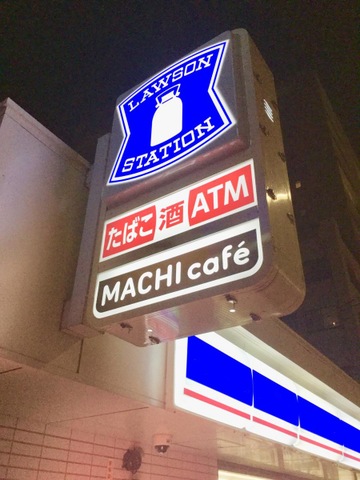 LAWSON
STATION
たばこ 酒 ATM
MACHI café